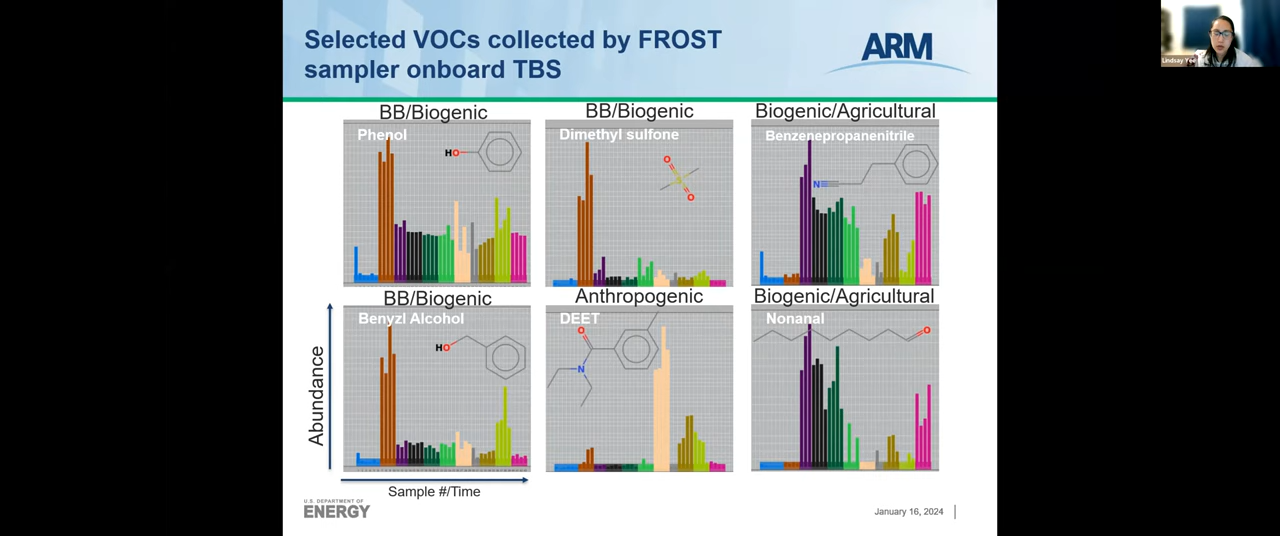 Selected VOCs collected by FROST
sampler onboard TBS
ARM
Lindsay Yee
BB/Biogenic
BB/Biogenic
Biogenic/Agricultural
Phenol
HO
Dimethyl sulfone
O
O
Benzenepropanenitrile
N
BB/Biogenic
Anthropogenic
Biogenic/Agricultural
Benyzl Alcohol
HO
DEET
O
N
Nonanal
O
Abundance
Sample #/Time
U.S. DEPARTMENT OF
ENERGY
January 16, 2024